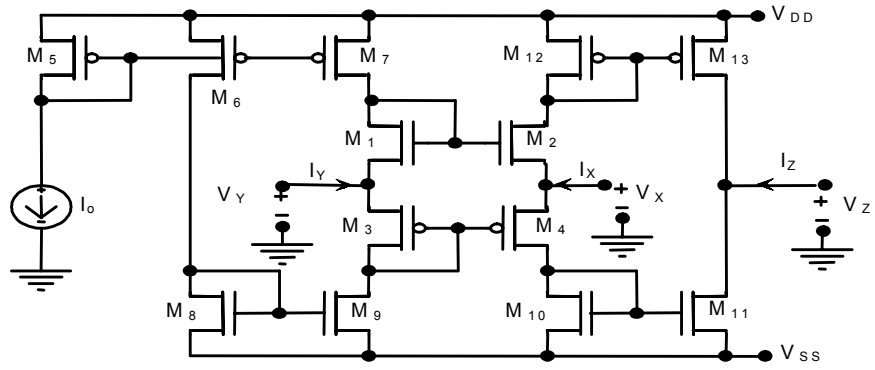 V DD
M 5
M 6
M 7
M 12
M 13
M 1
M 2
I Y
I X
I Z
V Y
+
−
V X
+
−
V Z
+
−
I o
M 3
M 4
M 8
M 9
M 10
M 11
V SS